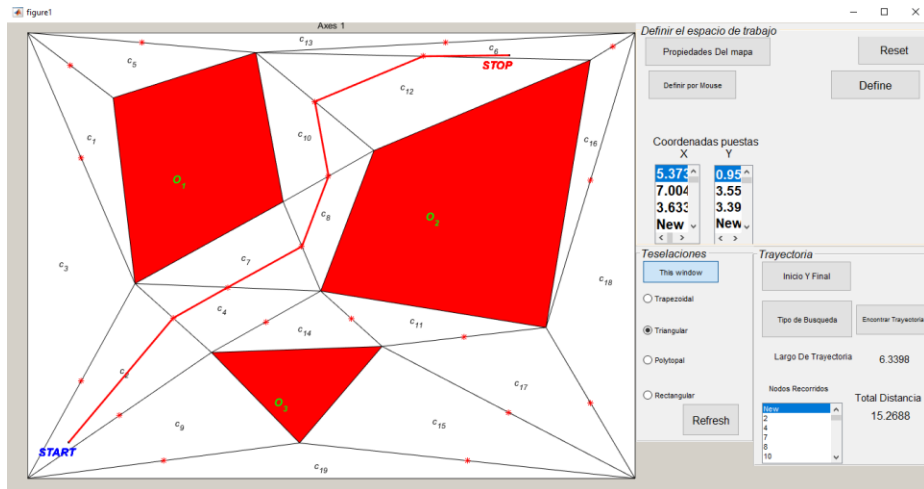 figure1
Axes 1
c13
c6
c5
STOP
c12
c1
c10
c16
O1
c8
O2
c3
c7
c18
c4
c14
c11
c2
c17
O3
c9
c15
START
c19
Definir el espacio de trabajo
Propiedades Del mapa
Reset
Definir por Mouse
Define
Coordenadas puestas
X Y
5.373 0.95
7.004 3.55
3.633 3.39
New New
Teselaciones
This window
Trapezoidal
Triangular
Polytopal
Rectangular
Refresh
Trayectoria
Inicio Y Final
Tipo de Busqueda
Encontrar Trayectoria
Largo De Trayectoria 6.3398
Nodos Recorridos
New
2
4
7
8
10
Total Distancia
15.2688